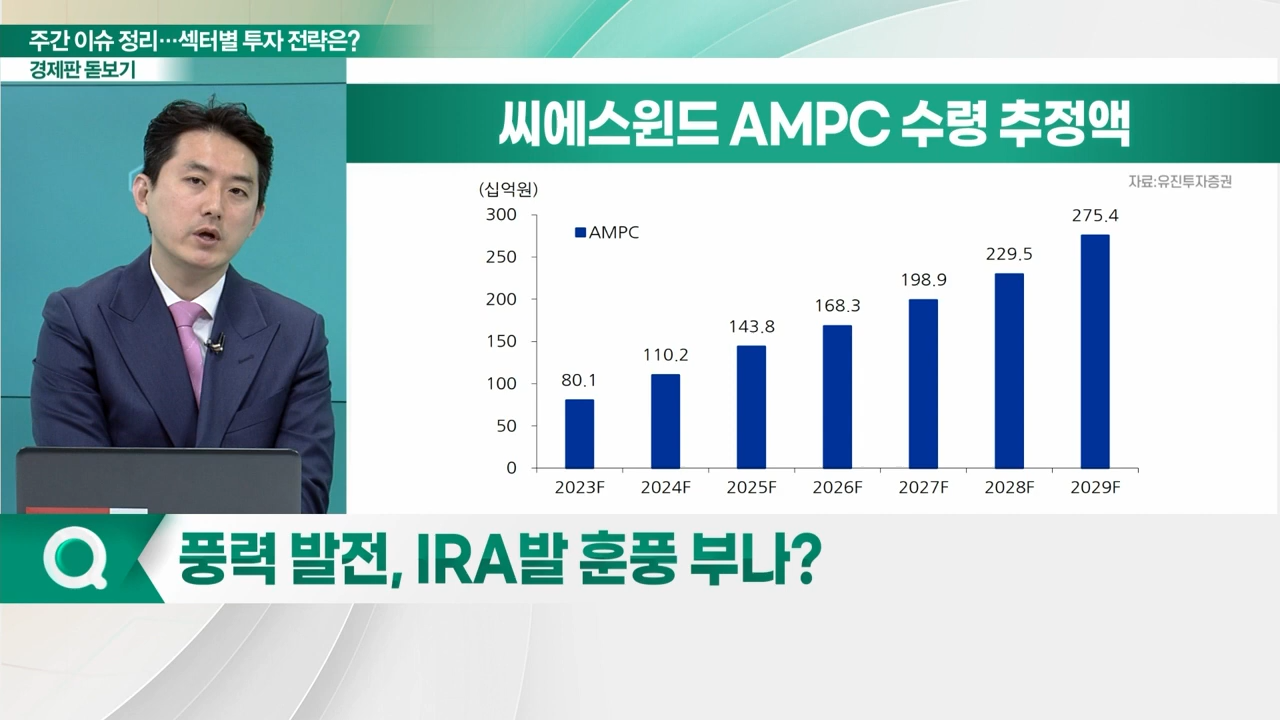 주간 이슈 정리…섹터별 투자 전략은?
경제판 돋보기
씨에스윈드 AMPC 수령 추정액
자료:유진투자증권
(십억원)
300
250
200
150
100
50
0
AMPC
80.1
110.2
143.8
168.3
198.9
229.5
275.4
2023F
2024F
2025F
2026F
2027F
2028F
2029F
풍력 발전, IRA발 훈풍 부나?